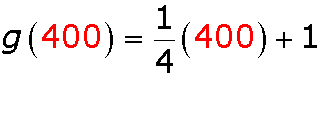 g(400) = 1/4(400) + 1